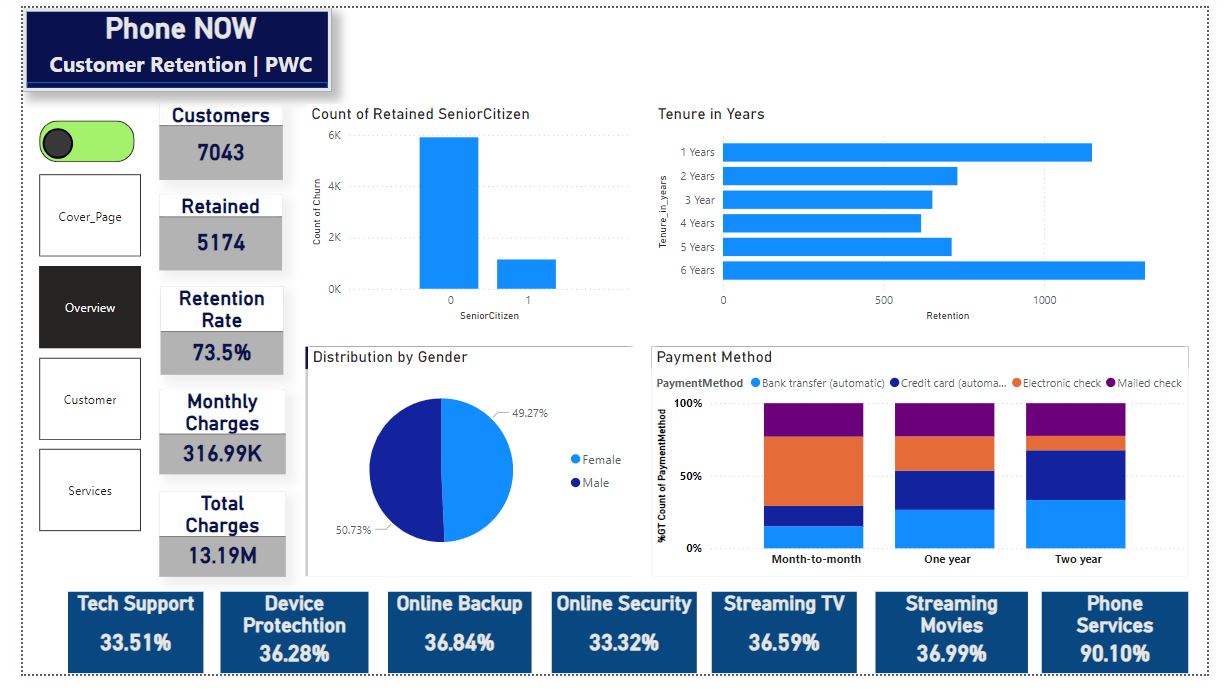 Phone NOW
Customer Retention | PWC
Cover_Page
Overview
Customer
Services
Customers
7043
Retained
5174
Retention
Rate
73.5%
Monthly
Charges
316.99K
Total
Charges
13.19M
Count of Retained SeniorCitizen
Count of Churn
6K
4K
2K
0K
0
1
SeniorCitizen
Tenure in Years
Tenure_in_years
1 Years
2 Years
3 Year
4 Years
5 Years
6 Years
0
500
1000
Retention
Distribution by Gender
49.27%
50.73%
Female
Male
Payment Method
PaymentMethod Bank transfer (automatic) Credit card (automa... Electronic check Mailed check
%GT Count of PaymentMethod
100%
50%
0%
Month-to-month
One year
Two year
Tech Support
33.51%
Device
Protechtion
36.28%
Online Backup
36.84%
Online Security
33.32%
Streaming TV
36.59%
Streaming
Movies
36.99%
Phone
Services
90.10%